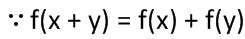 ∵ f(x + y) = f(x) + f(y)